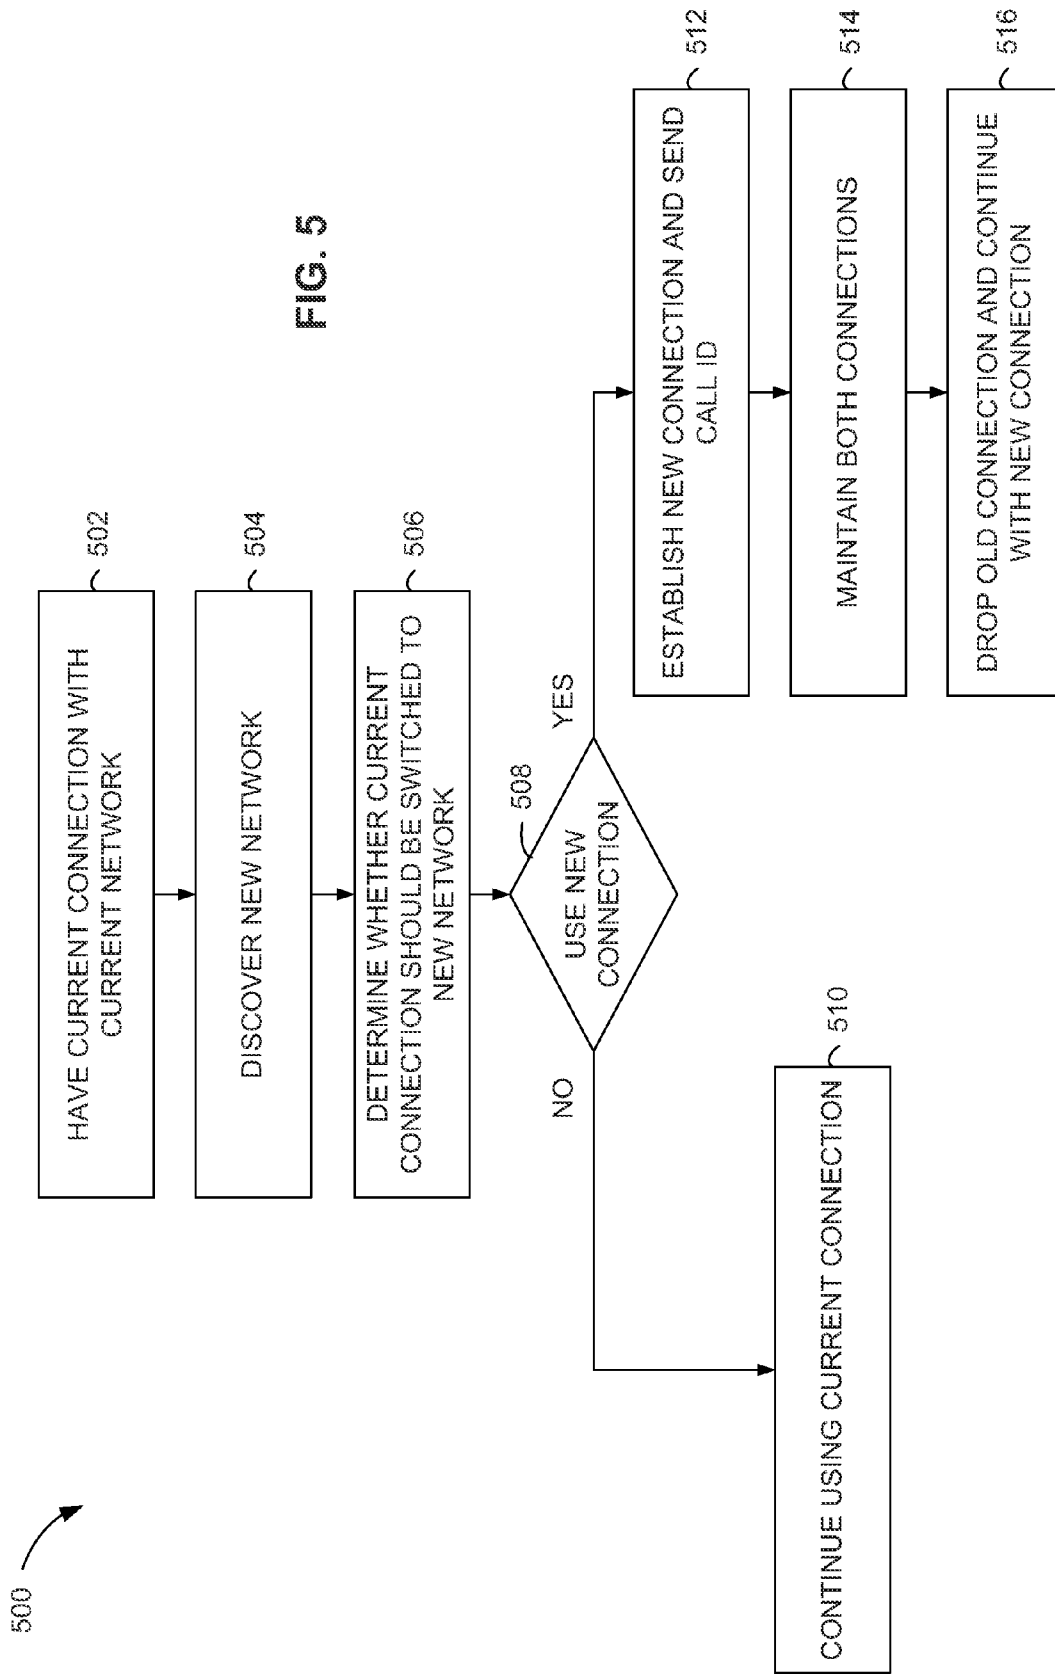 500
FIG. 5
HAVE CURRENT CONNECTION WITH
CURRENT NETWORK
502
DISCOVER NEW NETWORK
504
DETERMINE WHETHER CURRENT
CONNECTION SHOULD BE SWITCHED TO
NEW NETWORK
506
USE NEW
CONNECTION
508
NO
YES
CONTINUE USING CURRENT CONNECTION
510
ESTABLISH NEW CONNECTION AND SEND
CALL ID
512
MAINTAIN BOTH CONNECTIONS
514
DROP OLD CONNECTION AND CONTINUE
WITH NEW CONNECTION
516